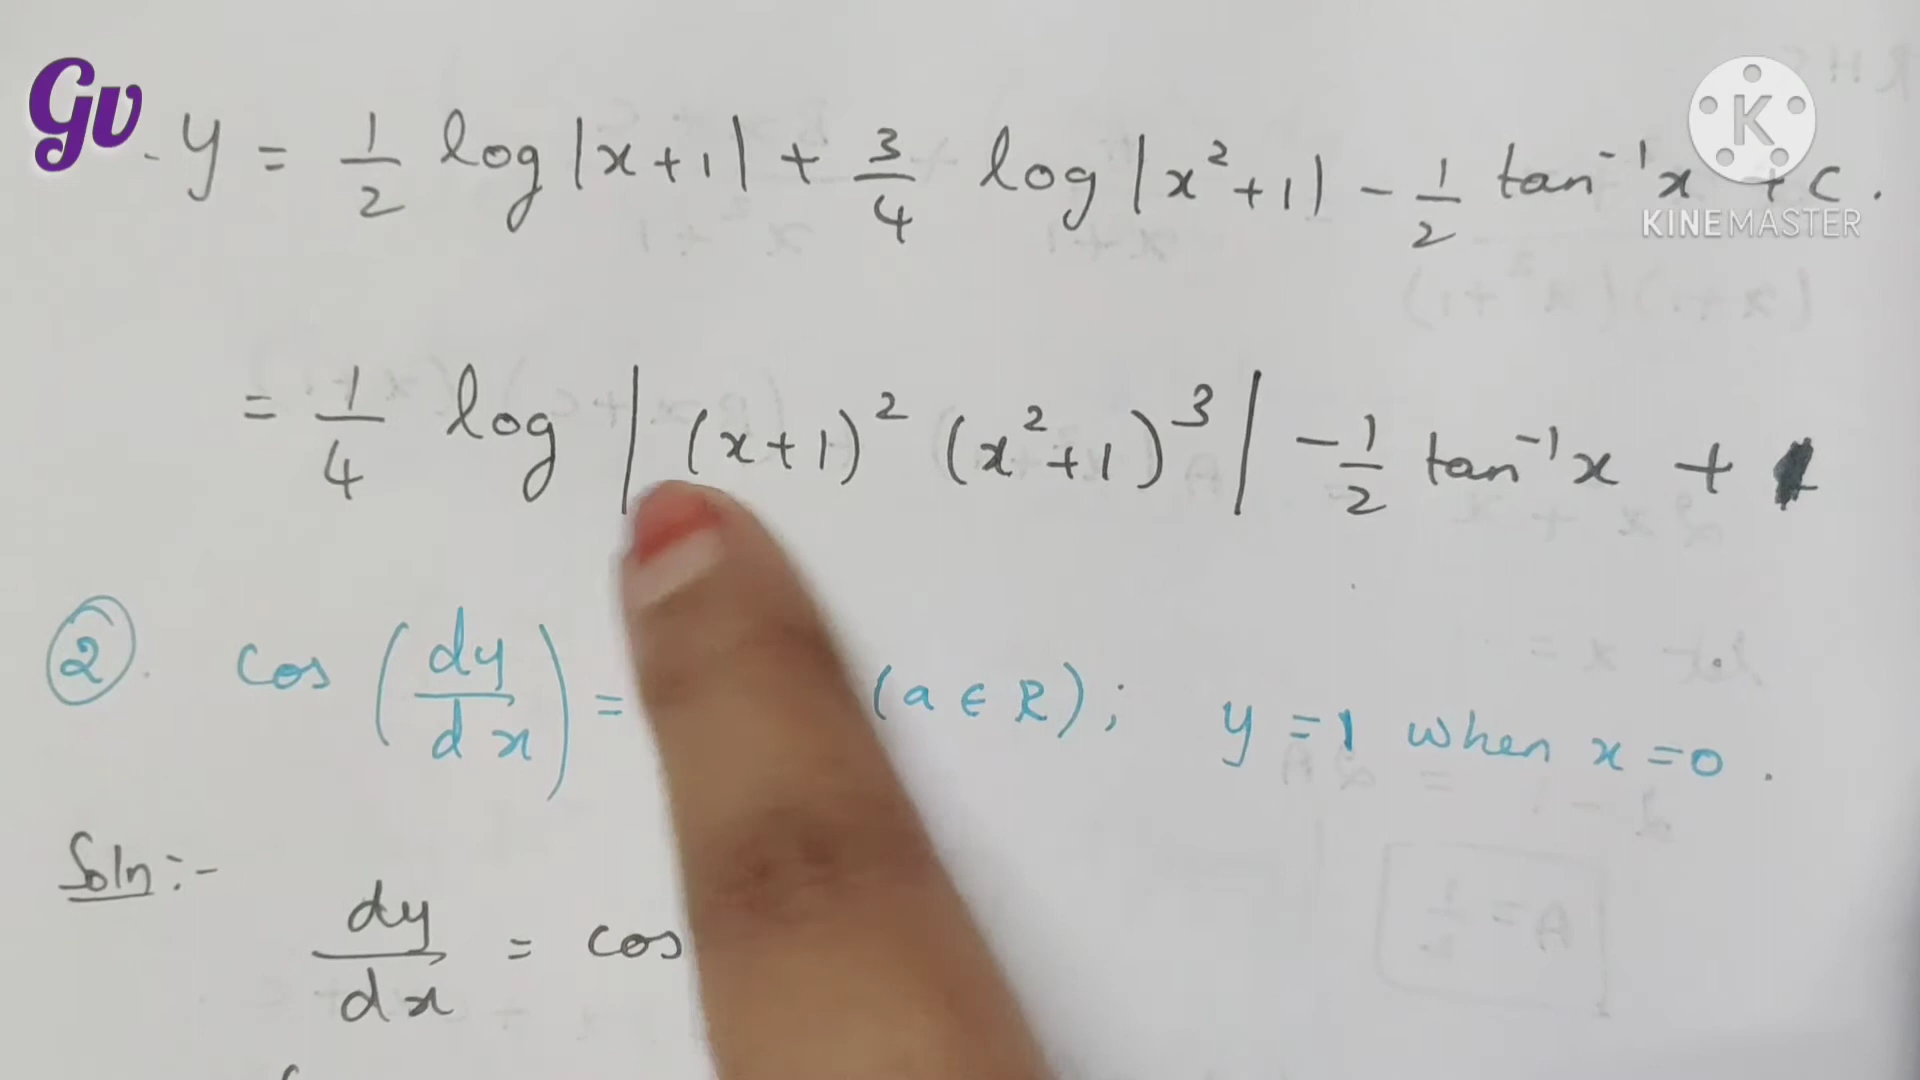 Gv
K
KINEMASTER
y = 1/2 log|x+1| + 3/4 log|x²+1| - 1/2 tan⁻¹x + C.
= 1/4 log |(x+1)² (x²+1)³| - 1/2 tan⁻¹x +
②. cos (dy/dx) = (a ∈ R); y = 1 when x = 0.
Soln:-
dy/dx = cos